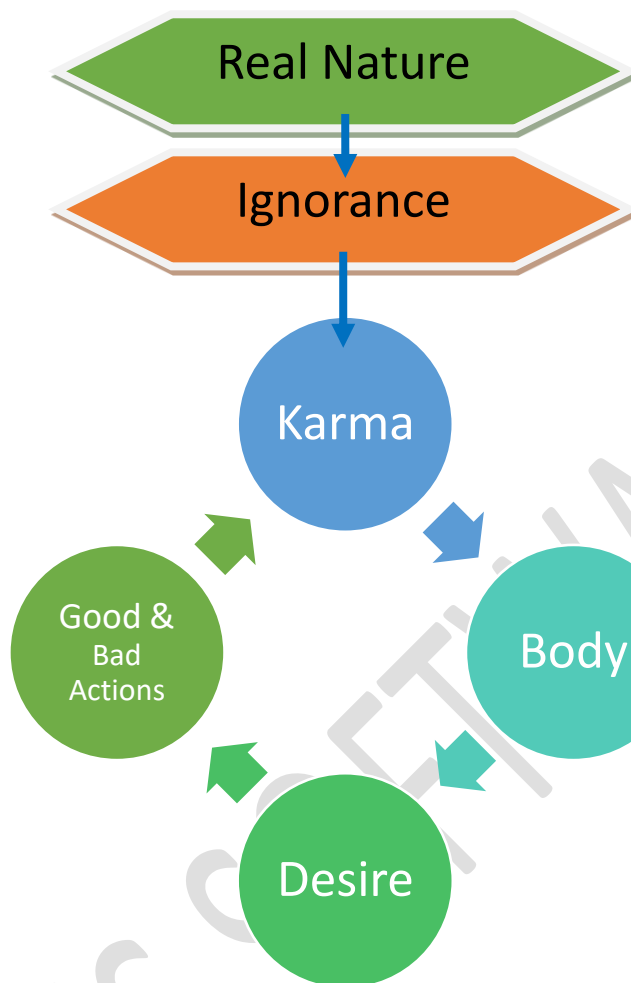 Real Nature
Ignorance
Karma
Good &
Bad
Actions
Body
Desire